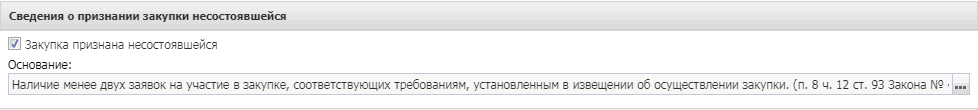 Сведения о признании закупки несостоявшейся
Закупка признана несостоявшейся
Основание:
Наличие менее двух заявок на участие в закупке, соответствующих требованиям, установленным в извещении об осуществлении закупки. (п. 8 ч. 12 ст. 93 Закона № ...